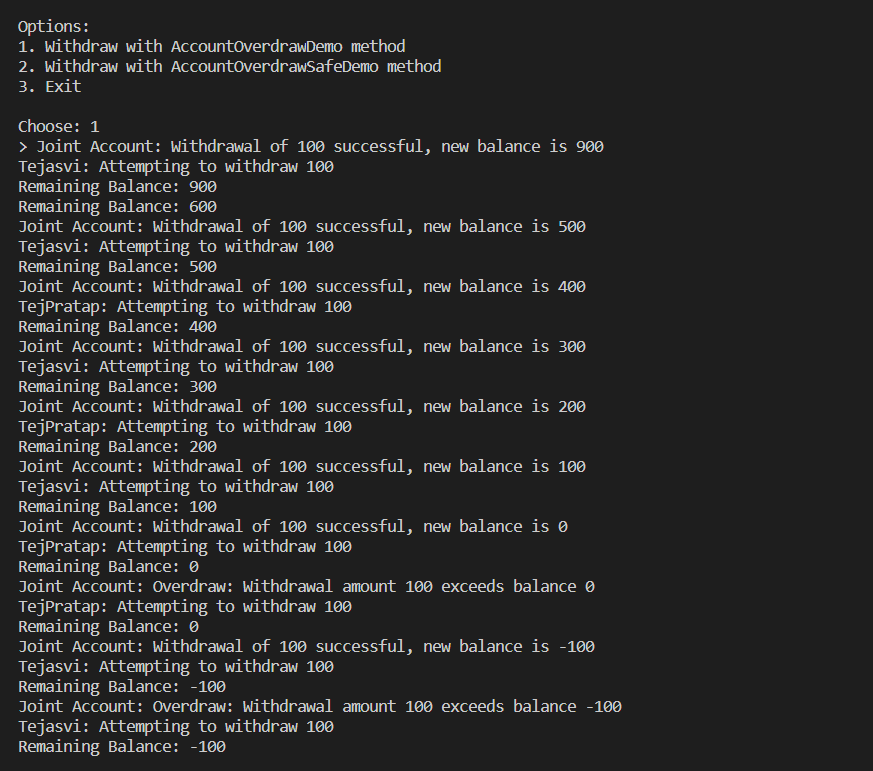 Options:
1. Withdraw with AccountOverdrawDemo method
2. Withdraw with AccountOverdrawSafeDemo method
3. Exit
Choose: 1
> Joint Account: Withdrawal of 100 successful, new balance is 900
Tejasvi: Attempting to withdraw 100
Remaining Balance: 900
Remaining Balance: 600
Joint Account: Withdrawal of 100 successful, new balance is 500
Tejasvi: Attempting to withdraw 100
Remaining Balance: 500
Joint Account: Withdrawal of 100 successful, new balance is 400
TejPratap: Attempting to withdraw 100
Remaining Balance: 400
Joint Account: Withdrawal of 100 successful, new balance is 300
Tejasvi: Attempting to withdraw 100
Remaining Balance: 300
Joint Account: Withdrawal of 100 successful, new balance is 200
TejPratap: Attempting to withdraw 100
Remaining Balance: 200
Joint Account: Withdrawal of 100 successful, new balance is 100
Tejasvi: Attempting to withdraw 100
Remaining Balance: 100
Joint Account: Withdrawal of 100 successful, new balance is 0
TejPratap: Attempting to withdraw 100
Remaining Balance: 0
Joint Account: Overdraw: Withdrawal amount 100 exceeds balance 0
TejPratap: Attempting to withdraw 100
Remaining Balance: 0
Joint Account: Withdrawal of 100 successful, new balance is -100
Tejasvi: Attempting to withdraw 100
Remaining Balance: -100
Joint Account: Overdraw: Withdrawal amount 100 exceeds balance -100
Tejasvi: Attempting to withdraw 100
Remaining Balance: -100